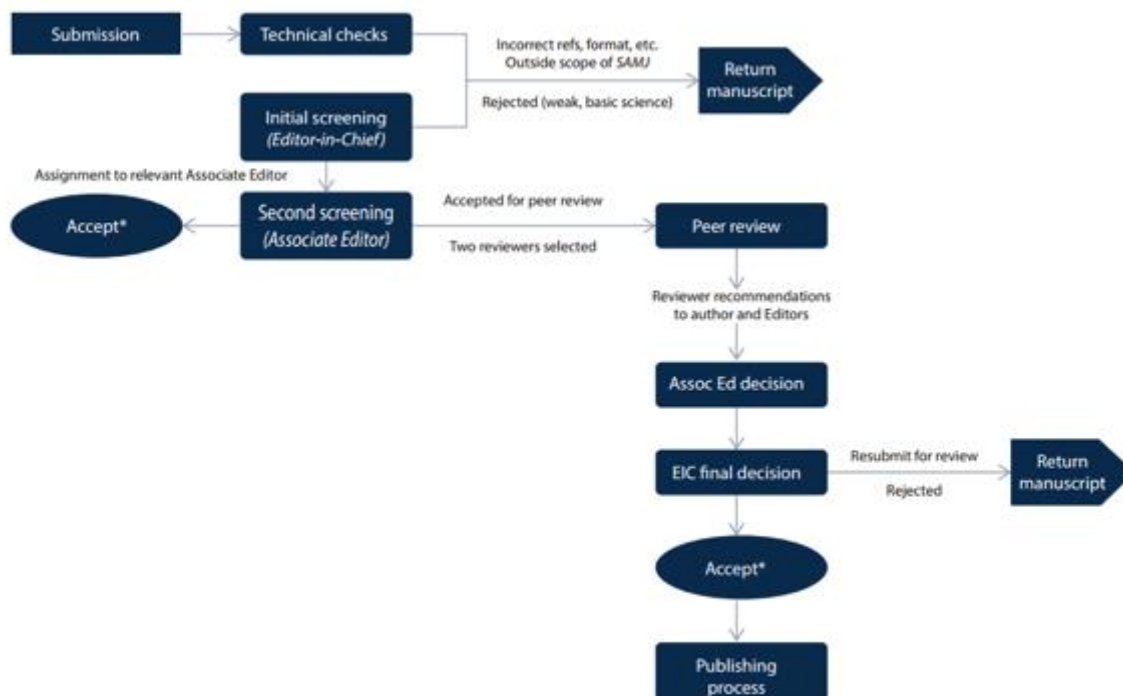 Submission
Technical checks
Incorrect refs, format, etc.
Outside scope of SAMJ
Rejected (weak, basic science)
Return
manuscript
Initial screening
(Editor-in-Chief)
Assignment to relevant Associate Editor
Accept*
Second screening
(Associate Editor)
Accepted for peer review
Two reviewers selected
Peer review
Reviewer recommendations
to author and Editors
Assoc Ed decision
EIC final decision
Resubmit for review
Rejected
Return
manuscript
Accept*
Publishing
process